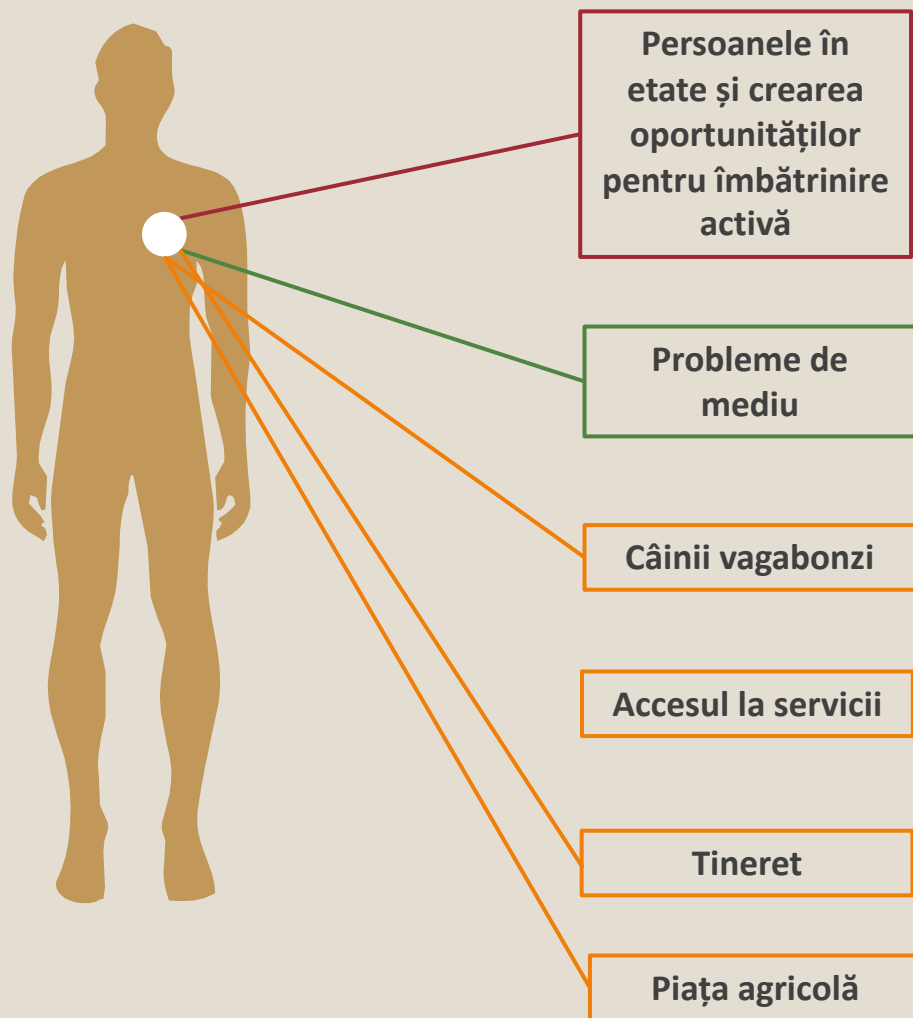 Persoanele în
etate și crearea
oportunităților
pentru îmbătrinire
activă
Probleme de
mediu
Câinii vagabonzi
Accesul la servicii
Tineret
Piața agricolă